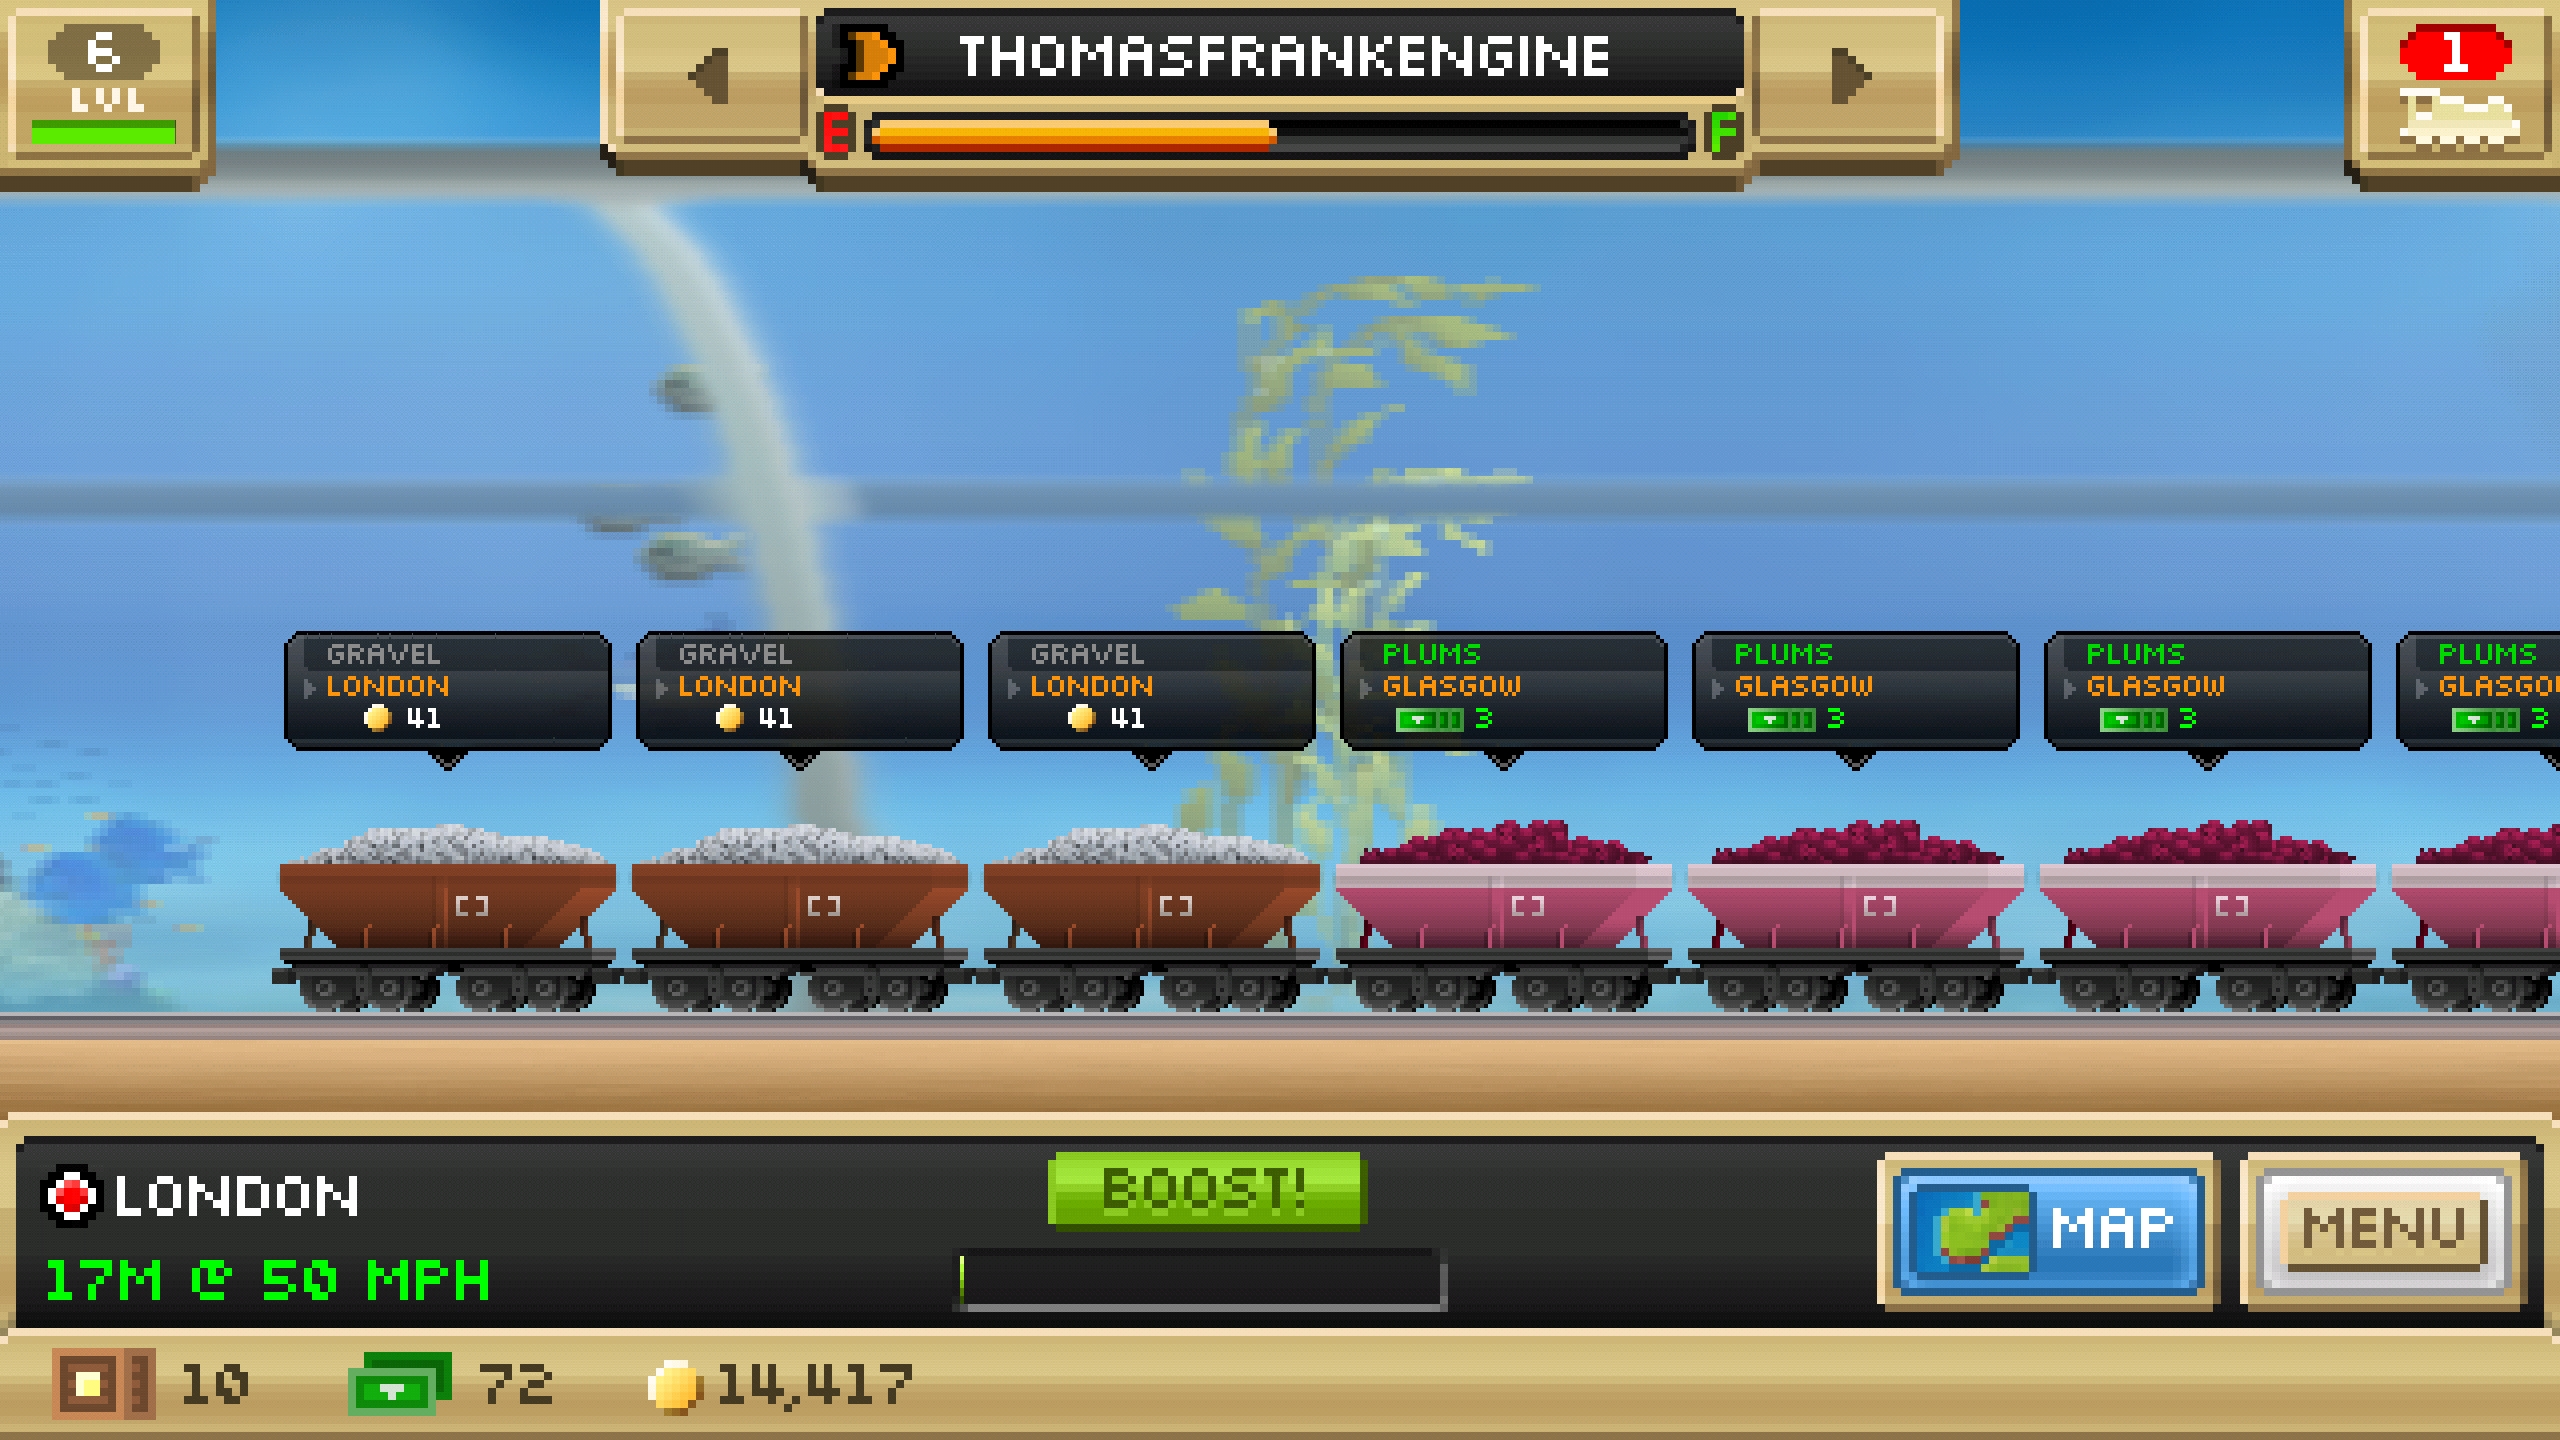 6
LVL
THOMASFRANKENGINE
E
F
1
GRAVEL
LONDON
41
GRAVEL
LONDON
41
GRAVEL
LONDON
41
PLUMS
GLASGOW
3
PLUMS
GLASGOW
3
PLUMS
GLASGOW
3
PLUMS
3
LONDON
17M @ 50 MPH
BOOST!
MAP
MENU
10
72
14,417